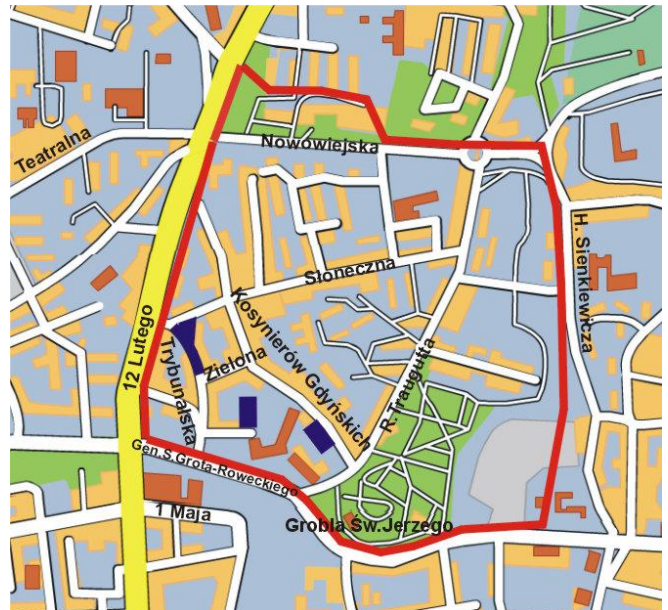 Teatralna
Nowowiejska
H. Sienkiewicza
Słoneczna
Kosynierów Gdyńskich
12 Lutego
Trybunalska
Zielona
R.Traugutta
Gen.S.Grota-Roweckiego
1 Maja
Grobla Św.Jerzego